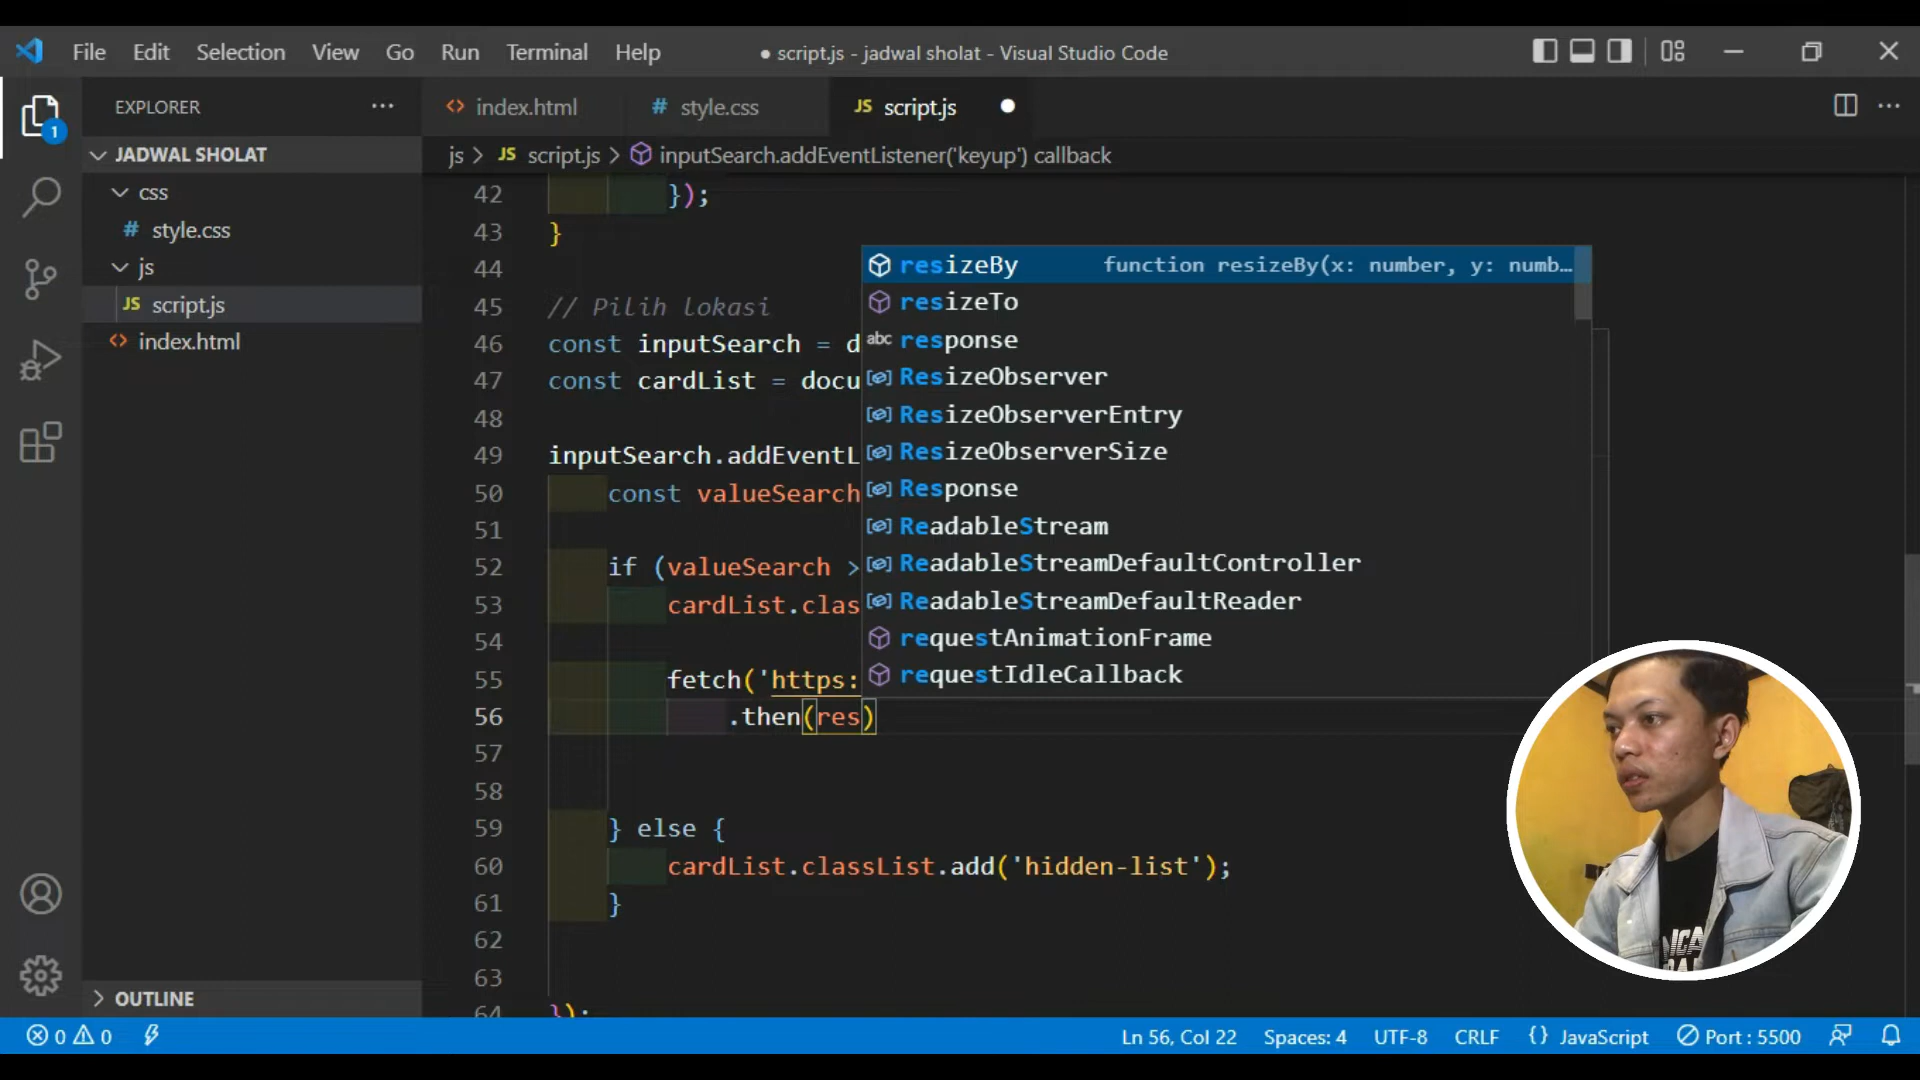 File Edit Selection View Go Run Terminal Help
● script.js - jadwal sholat - Visual Studio Code
EXPLORER
index.html
# style.css
JS script.js
1
JADWAL SHOLAT
js > JS script.js > inputSearch.addEventListener('keyup') callback
css
# style.css
js
JS script.js
index.html
OUTLINE
42 });
43 }
44
45 // Pilih lokasi
46 const inputSearch = d
47 const cardList = docu
48
49 inputSearch.addEventL
50 const valueSearch
51
52 if (valueSearch >
53 cardList.clas
54
55 fetch('https:
56 .then(res)
57
58
59 } else {
60 cardList.classList.add('hidden-list');
61 }
62
63
64 });
resizeBy function resizeBy(x: number, y: numb…
resizeTo
abc response
ResizeObserver
ResizeObserverEntry
ResizeObserverSize
Response
ReadableStream
ReadableStreamDefaultController
ReadableStreamDefaultReader
requestAnimationFrame
requestIdleCallback
0 0
Ln 56, Col 22 Spaces: 4 UTF-8 CRLF {} JavaScript Port : 5500